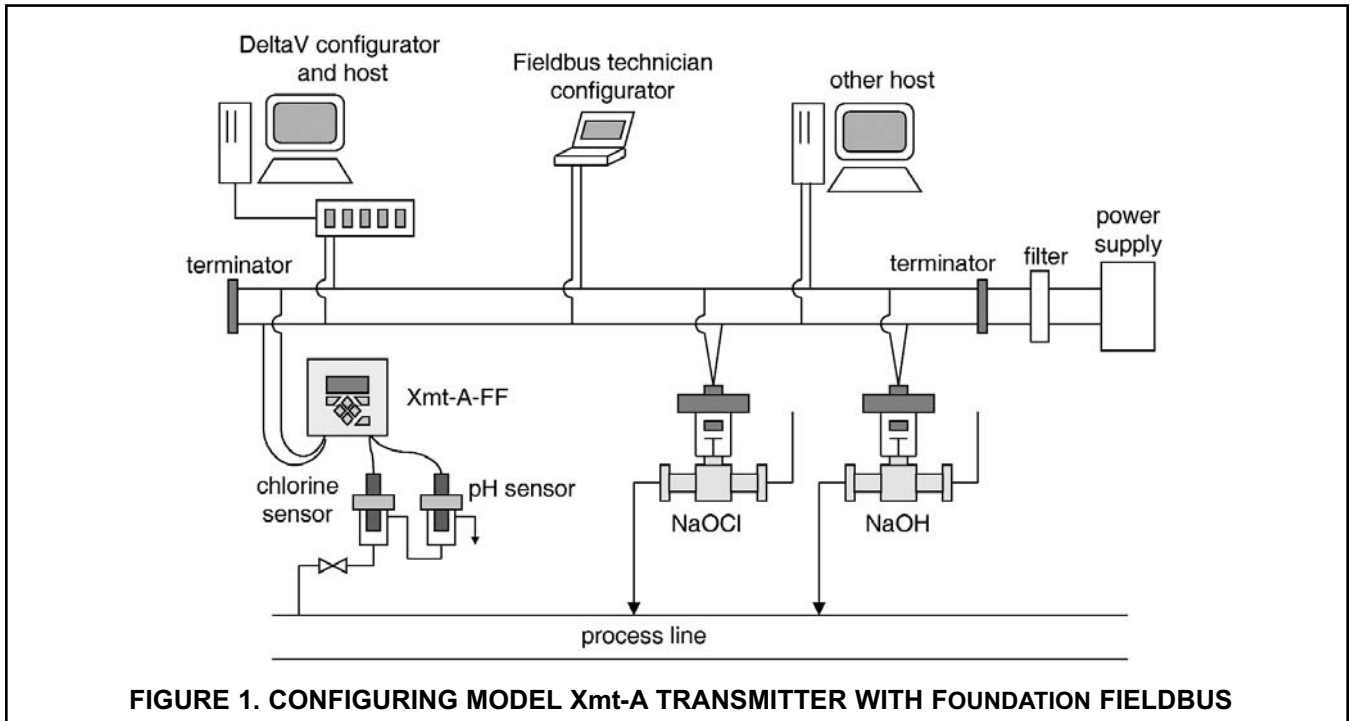 DeltaV configurator
and host
Fieldbus technician
configurator
other host
power
supply
terminator
terminator
filter
Xmt-A-FF
chlorine
sensor
pH sensor
NaOCl
NaOH
process line
FIGURE 1. CONFIGURING MODEL Xmt-A TRANSMITTER WITH FOUNDATION FIELDBUS